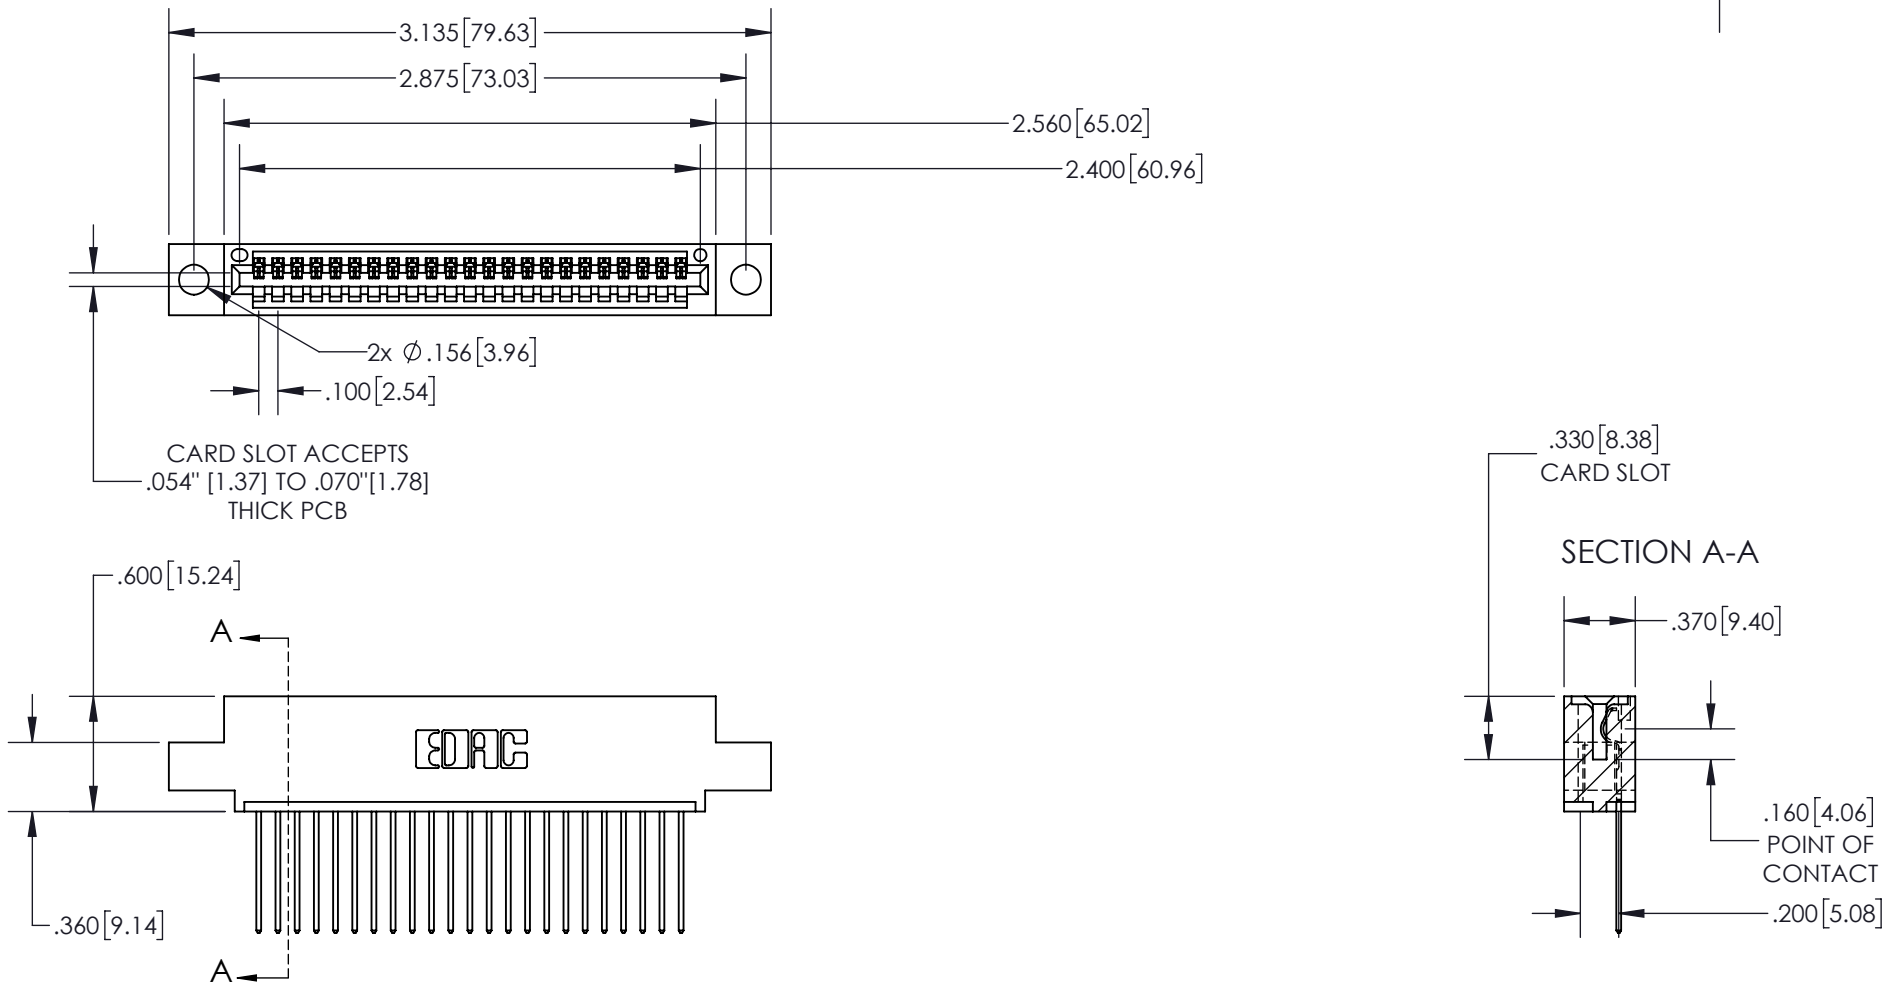 3.135[79.63]
2.875[73.03]
2.560[65.02]
2.400[60.96]
2x Ø.156[3.96]
.100[2.54]
CARD SLOT ACCEPTS
.054" [1.37] TO .070"[1.78]
THICK PCB
.330[8.38]
CARD SLOT
SECTION A-A
.600[15.24]
A
.370[9.40]
EDAC
.160[4.06]
POINT OF
CONTACT
.360[9.14]
.200[5.08]
A